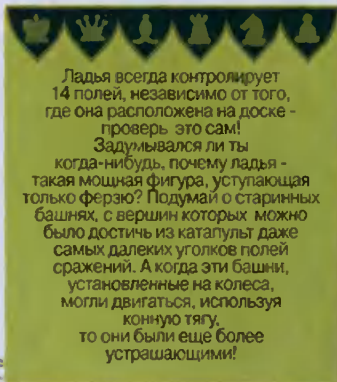 Ладья всегда контролирует
14 полей, независимо от того,
где она расположена на доске -
проверь это сам!
Задумывался ли ты
когда-нибудь, почему ладья -
такая мощная фигура, уступающая
только ферзю? Подумай о старинных
башнях, с вершин которых можно
было достичь из катапульт даже
самых далеких уголков полей
сражений. А когда эти башни,
установленные на колеса,
могли двигаться, используя
конную тягу,
то они были еще более
устрашающими!